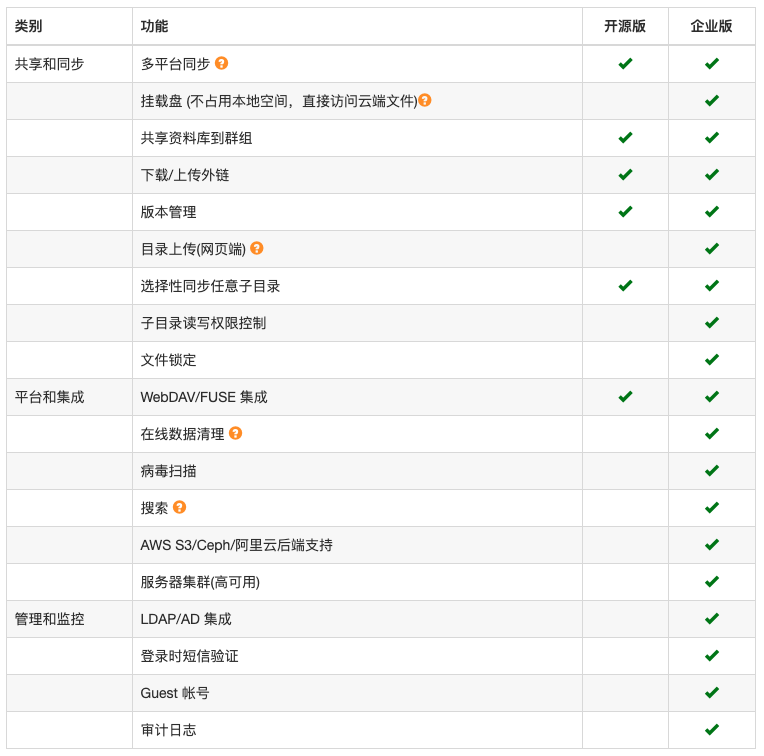 类别 功能 开源版 企业版
共享和同步 多平台同步 ? ✔ ✔
挂载盘 (不占用本地空间，直接访问云端文件) ? ✔
共享资料库到群组 ✔ ✔
下载/上传外链 ✔ ✔
版本管理 ✔ ✔
目录上传(网页端) ? ✔
选择性同步任意子目录 ✔ ✔
子目录读写权限控制 ✔
文件锁定 ✔
平台和集成 WebDAV/FUSE 集成 ✔ ✔
在线数据清理 ? ✔
病毒扫描 ✔
搜索 ? ✔
AWS S3/Ceph/阿里云后端支持 ✔
服务器集群(高可用) ✔
管理和监控 LDAP/AD 集成 ✔
登录时短信验证 ✔
Guest 帐号 ✔
审计日志 ✔